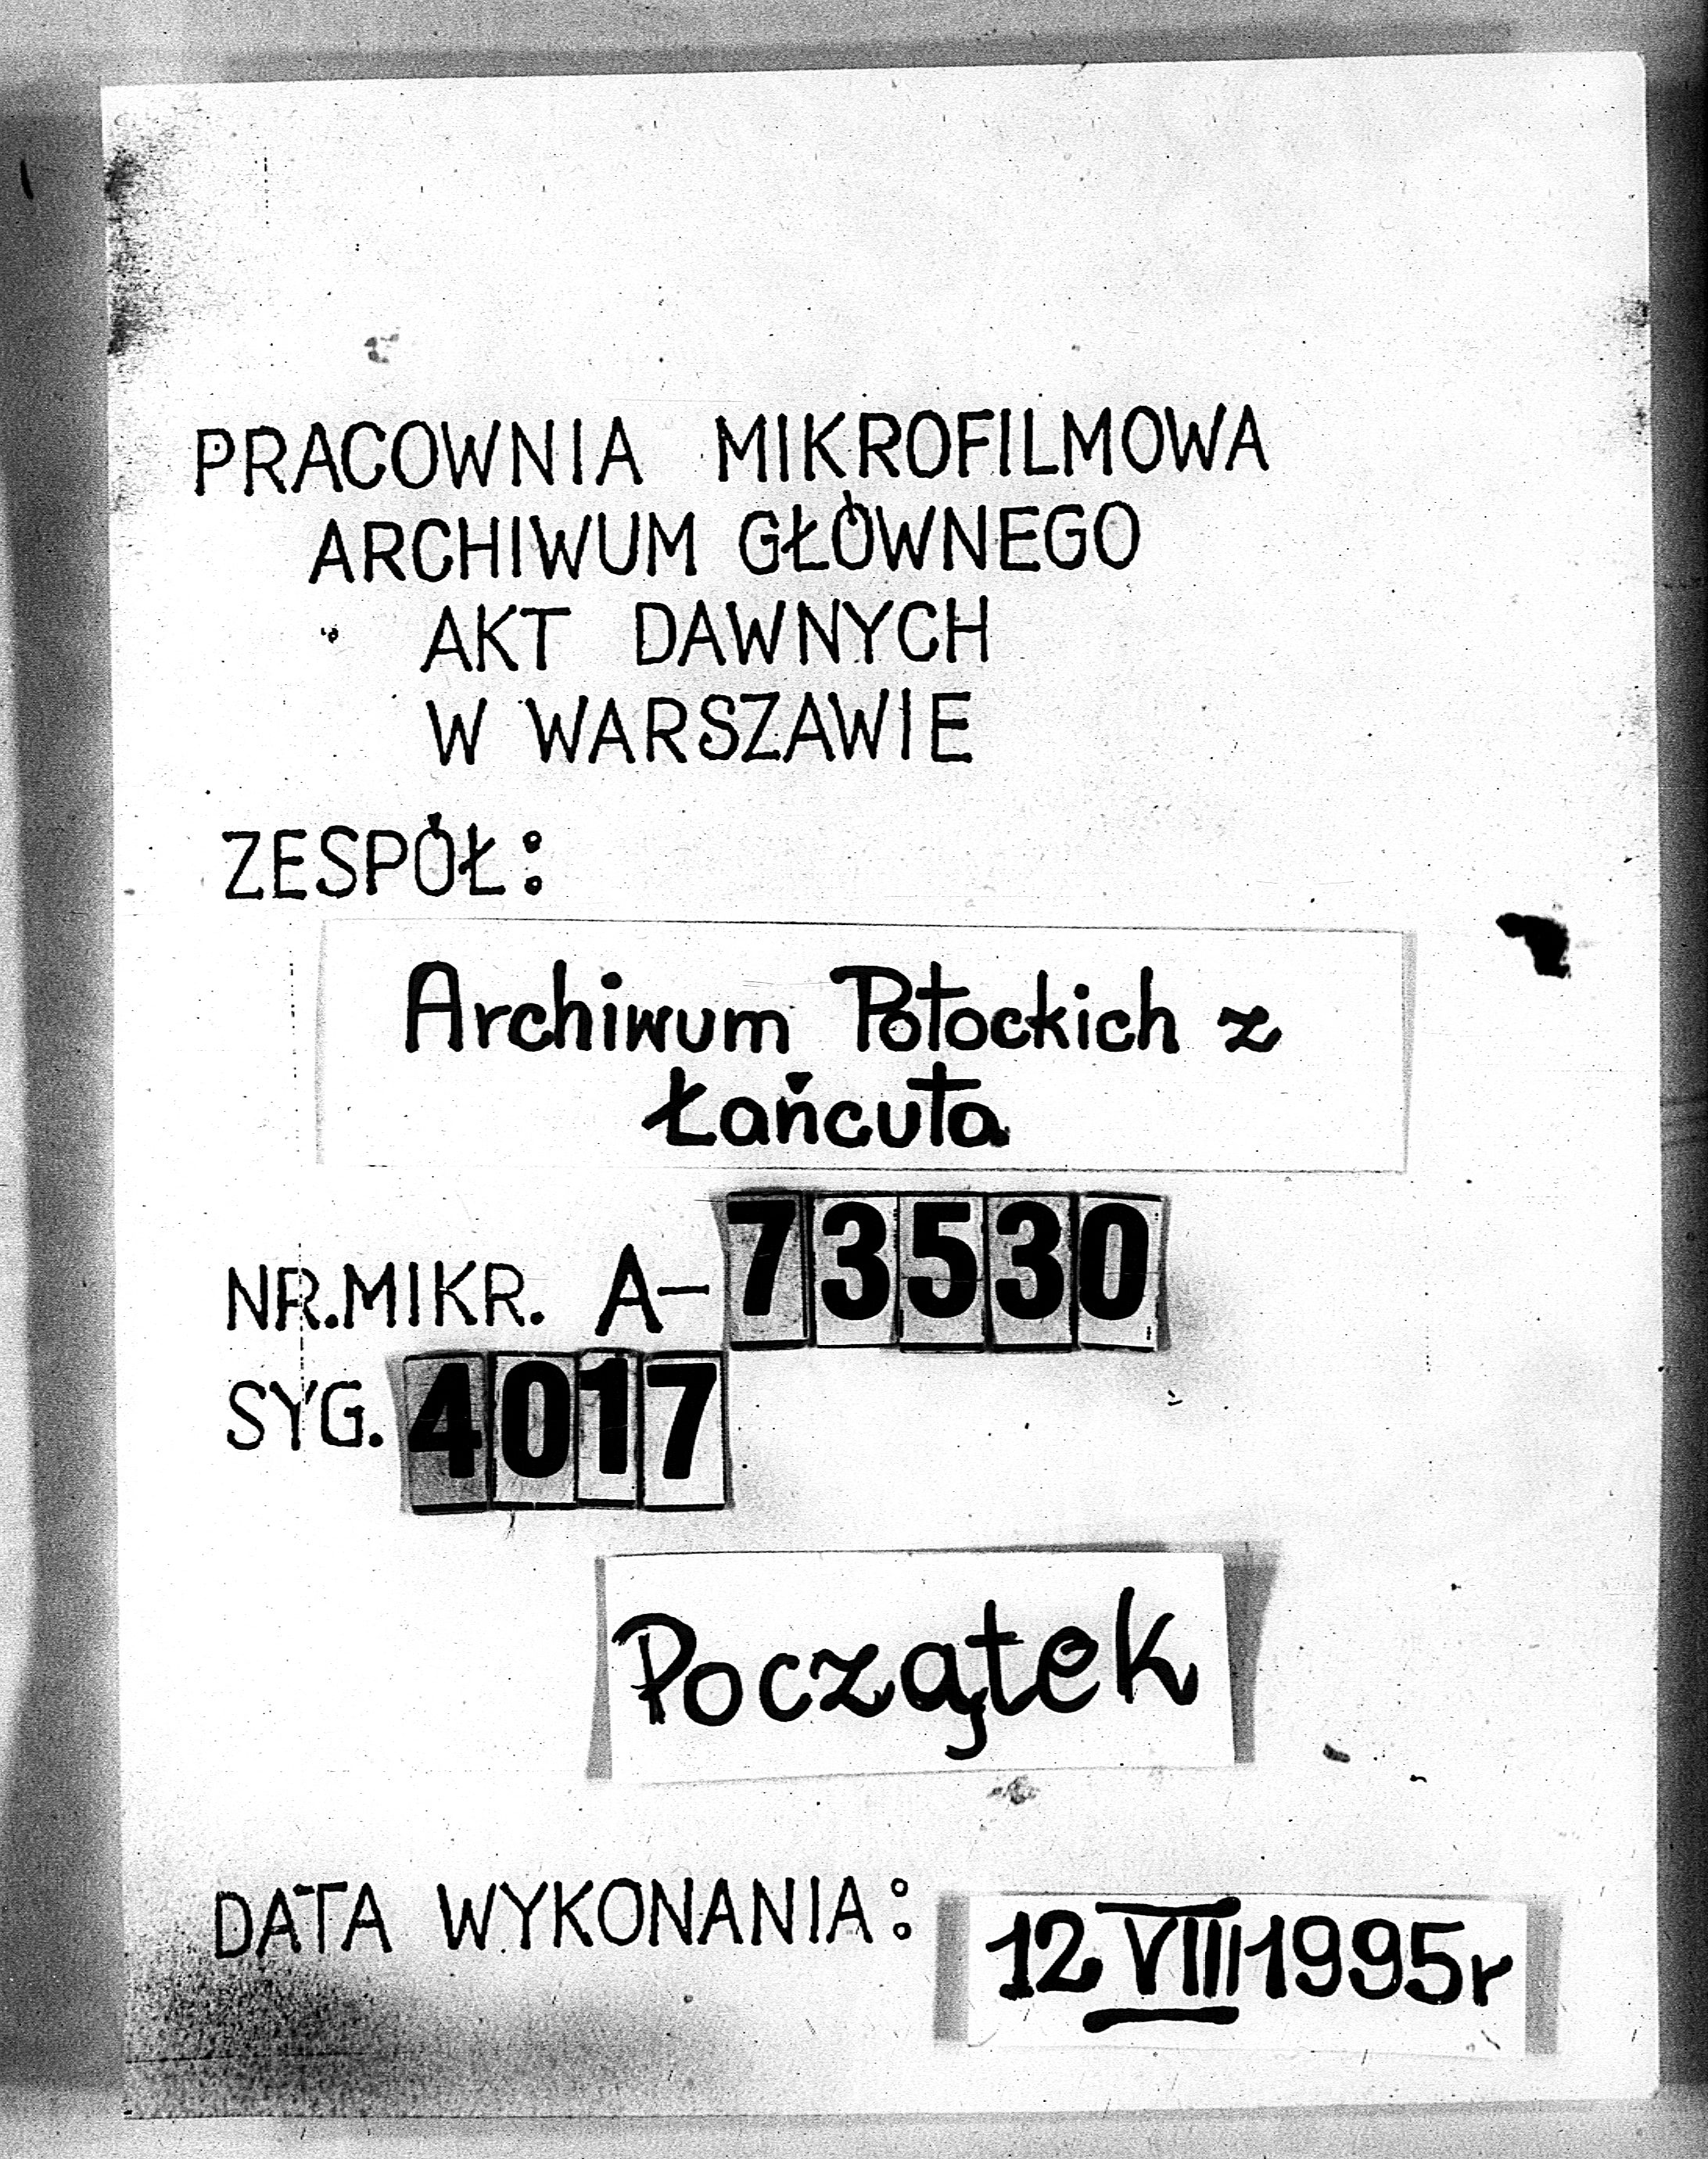 PRACOWNIA MIKROFILMOWA
ARCHIWUM GŁÓWNEGO
AKT DAWNYCH
W WARSZAWIE
ZESPÓŁ:
Archiwum Potockich z
Łańcuta
NR.MIKR. A-73530
SYG. 4017
Początek
DATA WYKONANIA: 12 VIII 1995r